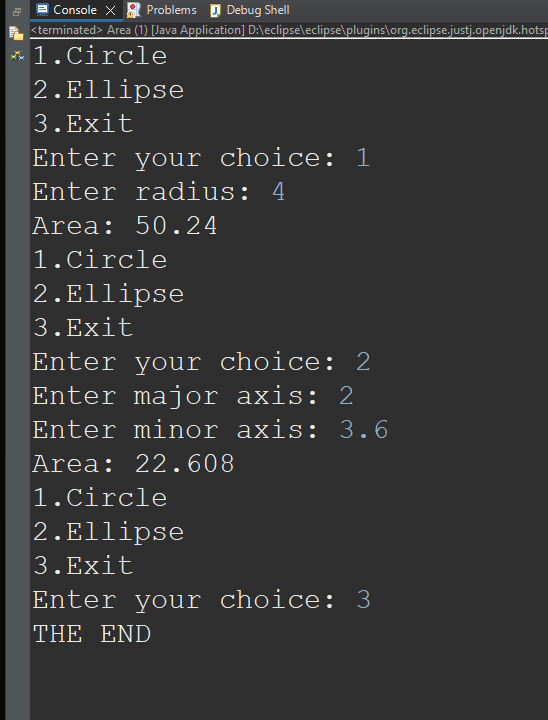 Console Problems Debug Shell
<terminated> Area (1) [Java Application] D:\eclipse\eclipse\plugins\org.eclipse.justj.openjdk.hotsp
1.Circle
2.Ellipse
3.Exit
Enter your choice: 1
Enter radius: 4
Area: 50.24
1.Circle
2.Ellipse
3.Exit
Enter your choice: 2
Enter major axis: 2
Enter minor axis: 3.6
Area: 22.608
1.Circle
2.Ellipse
3.Exit
Enter your choice: 3
THE END